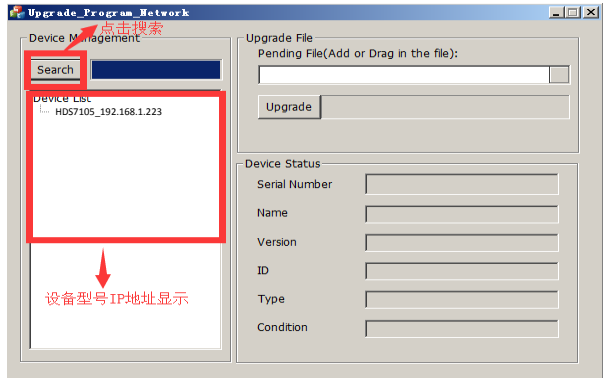 Upgrade_Program_Network
Device Management
点击搜索
Search
Device List
HDS7105_192.168.1.223
设备型号IP地址显示
Upgrade File
Pending File(Add or Drag in the file):
Upgrade
Device Status
Serial Number
Name
Version
ID
Type
Condition